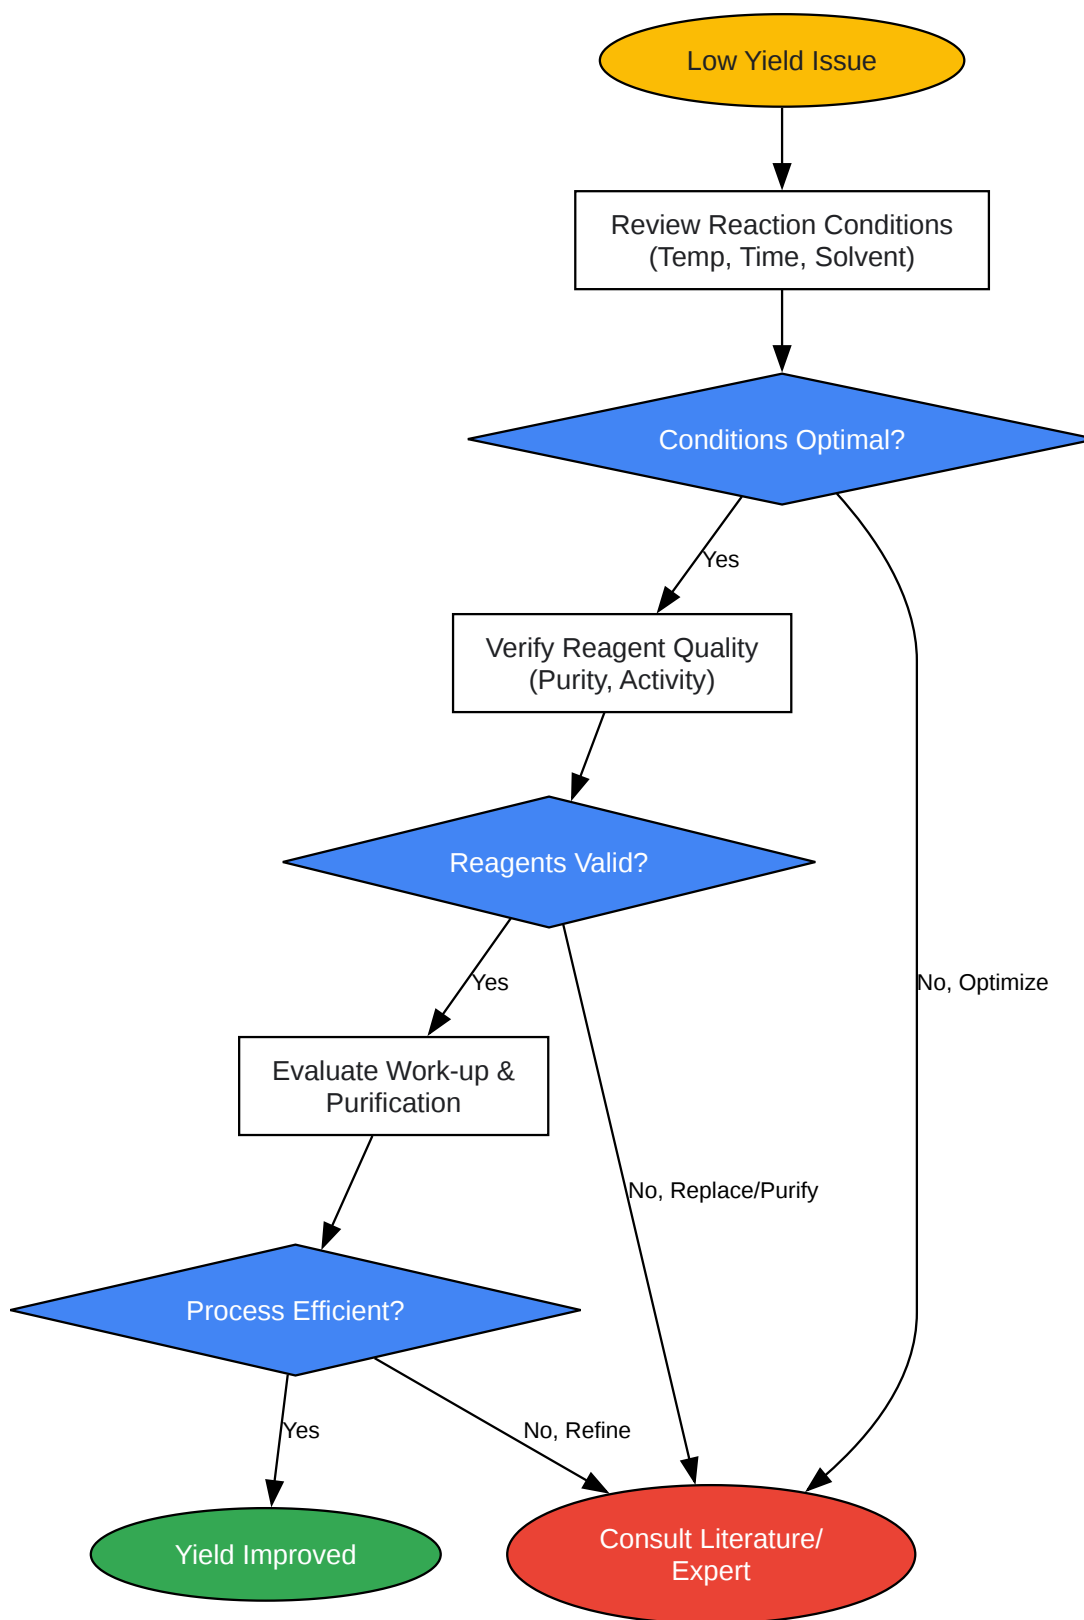 Low Yield Issue
Review Reaction Conditions
(Temp, Time, Solvent)
Conditions Optimal?
Yes
Verify Reagent Quality
(Purity, Activity)
Reagents Valid?
Yes
No, Optimize
Evaluate Work-up &
Purification
No, Replace/Purify
Process Efficient?
Yes
No, Refine
Yield Improved
Consult Literature/
Expert